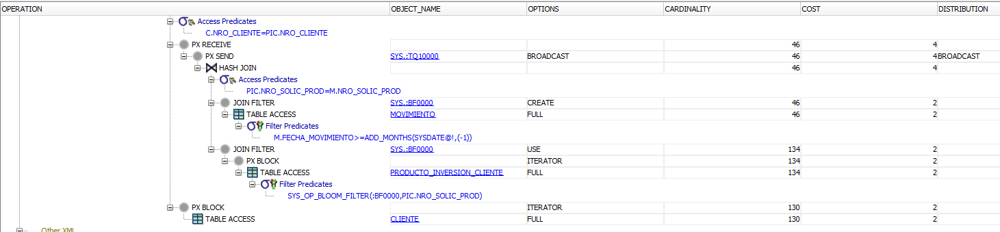 OPERATION OBJECT_NAME OPTIONS CARDINALITY COST DISTRIBUTION
Access Predicates
C.NRO_CLIENTE=PIC.NRO_CLIENTE
PX RECEIVE 46 4
PX SEND SYS.:TQ10000 BROADCAST 46 4 BROADCAST
HASH JOIN 46 4
Access Predicates
PIC.NRO_SOLIC_PROD=M.NRO_SOLIC_PROD
JOIN FILTER SYS.:BF0000 CREATE 46 2
TABLE ACCESS MOVIMIENTO FULL 46 2
Filter Predicates
M.FECHA_MOVIMIENTO>=ADD_MONTHS(SYSDATE@!,(-1))
JOIN FILTER SYS.:BF0000 USE 134 2
PX BLOCK ITERATOR 134 2
TABLE ACCESS PRODUCTO_INVERSION_CLIENTE FULL 134 2
Filter Predicates
SYS_OP_BLOOM_FILTER(:BF0000,PIC.NRO_SOLIC_PROD)
PX BLOCK ITERATOR 130 2
TABLE ACCESS CLIENTE FULL 130 2
Other XML